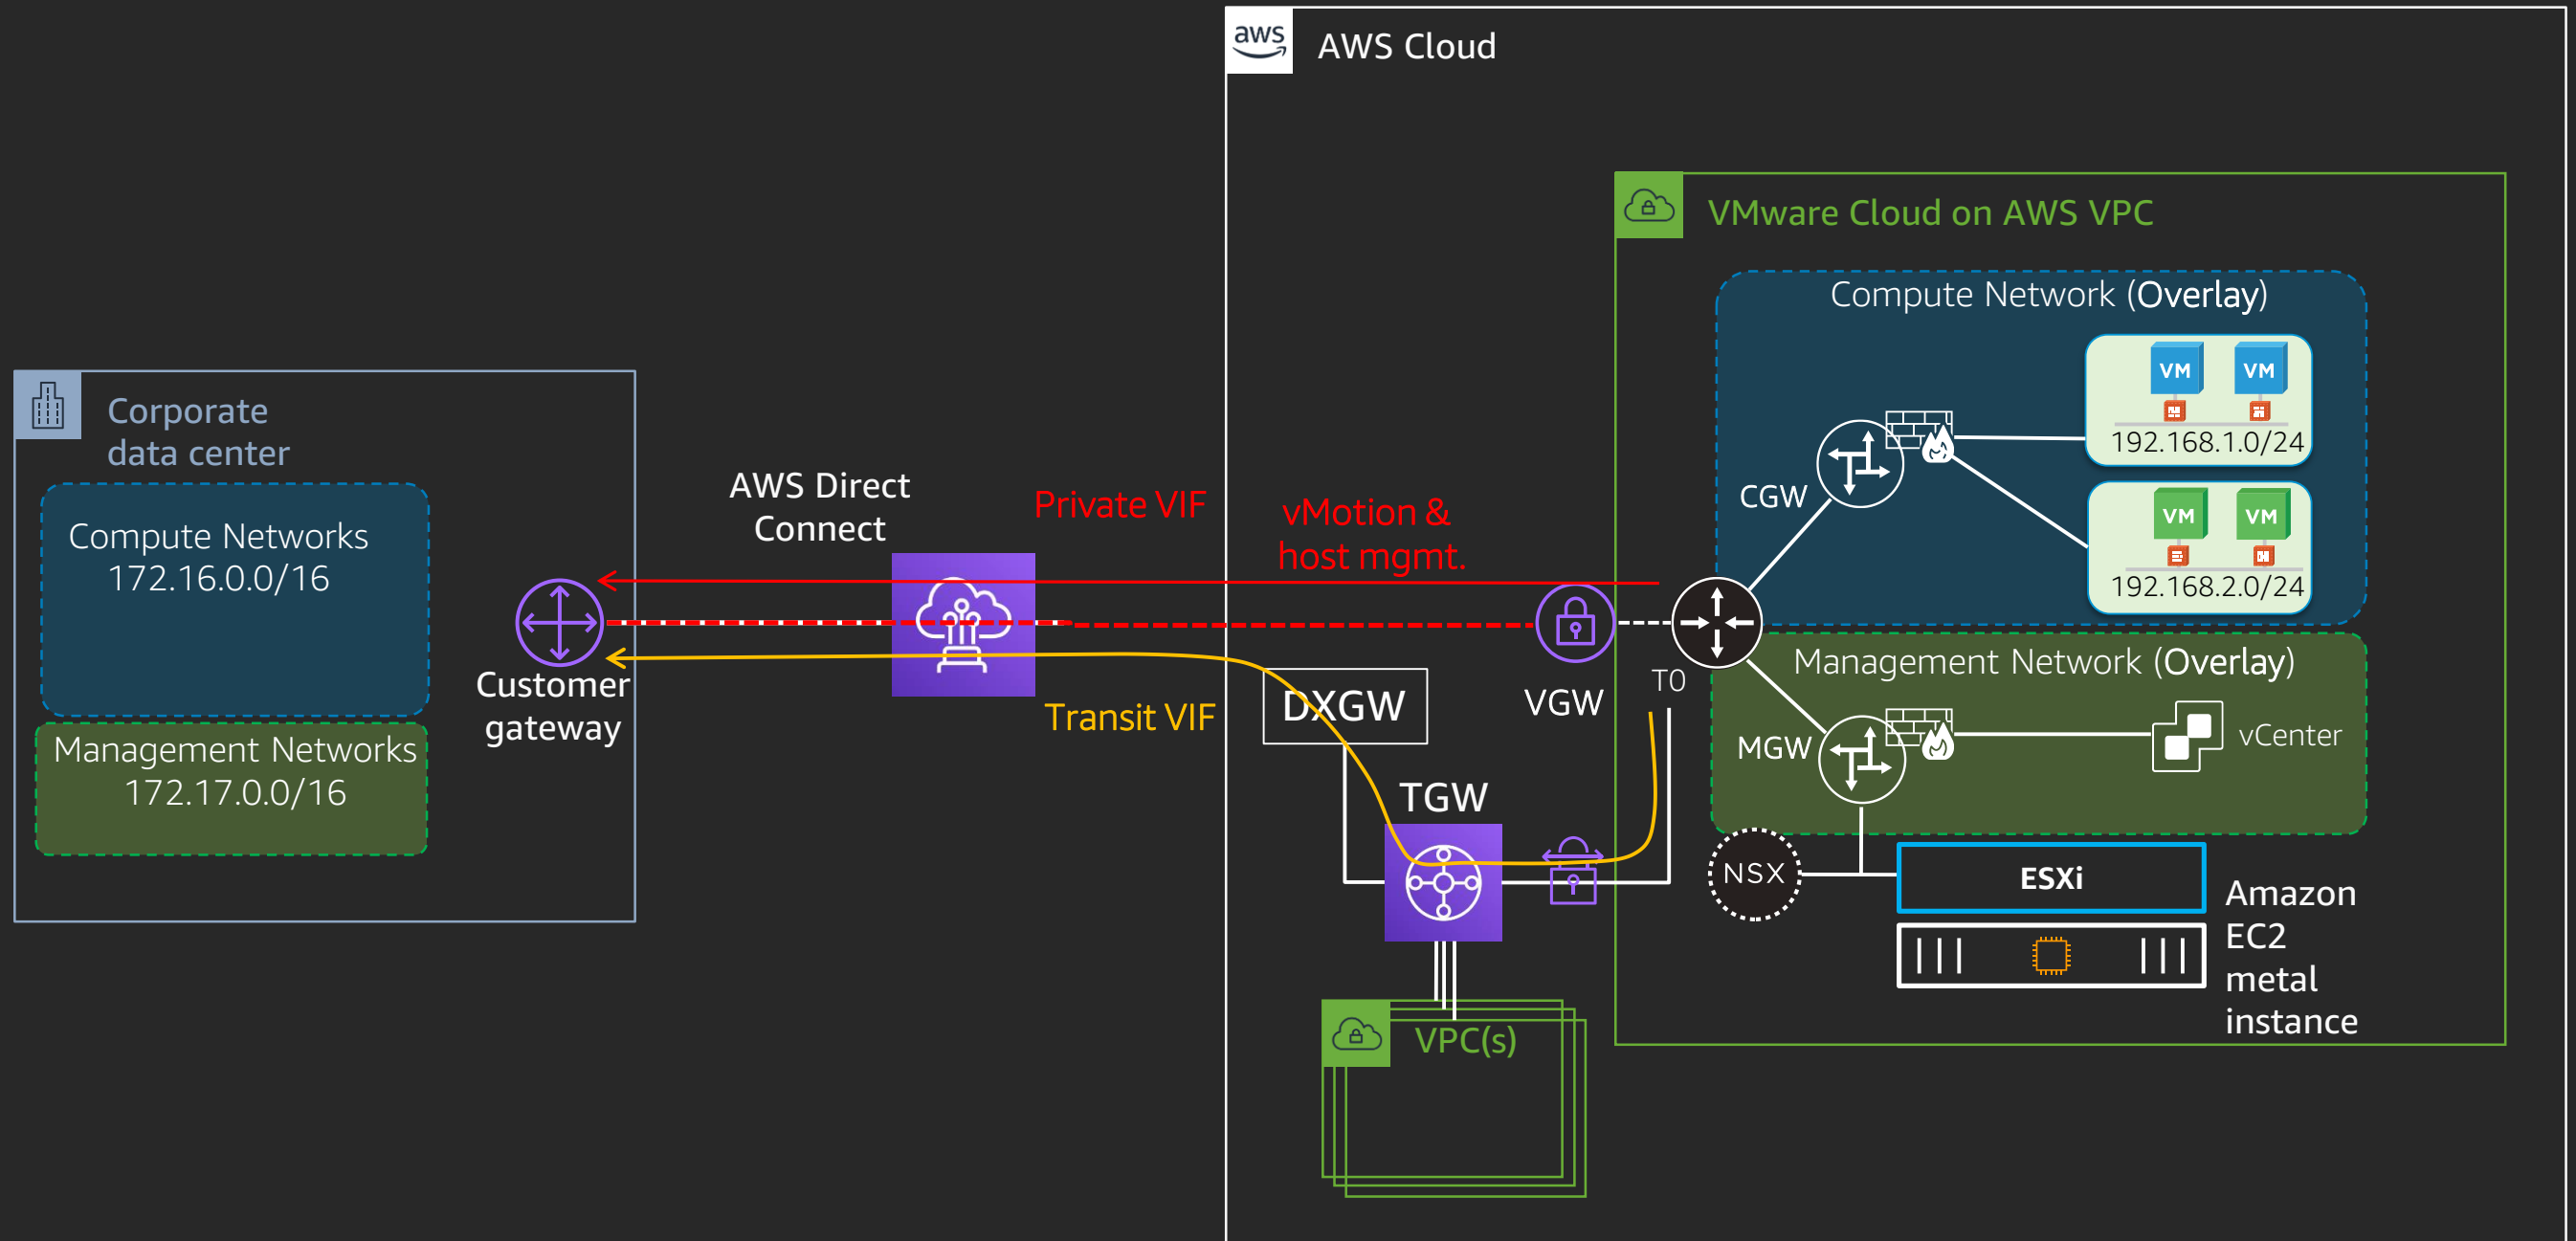 aws
AWS Cloud
VMware Cloud on AWS VPC
Compute Network (Overlay)
VM
VM
192.168.1.0/24
CGW
VM
VM
192.168.2.0/24
Corporate
data center
Compute Networks
172.16.0.0/16
Management Networks
172.17.0.0/16
Customer
gateway
AWS Direct
Connect
Private VIF
vMotion &
host mgmt.
Transit VIF
DXGW
VGW
T0
TGW
VPC(s)
Management Network (Overlay)
MGW
vCenter
NSX
ESXi
Amazon
EC2
metal
instance